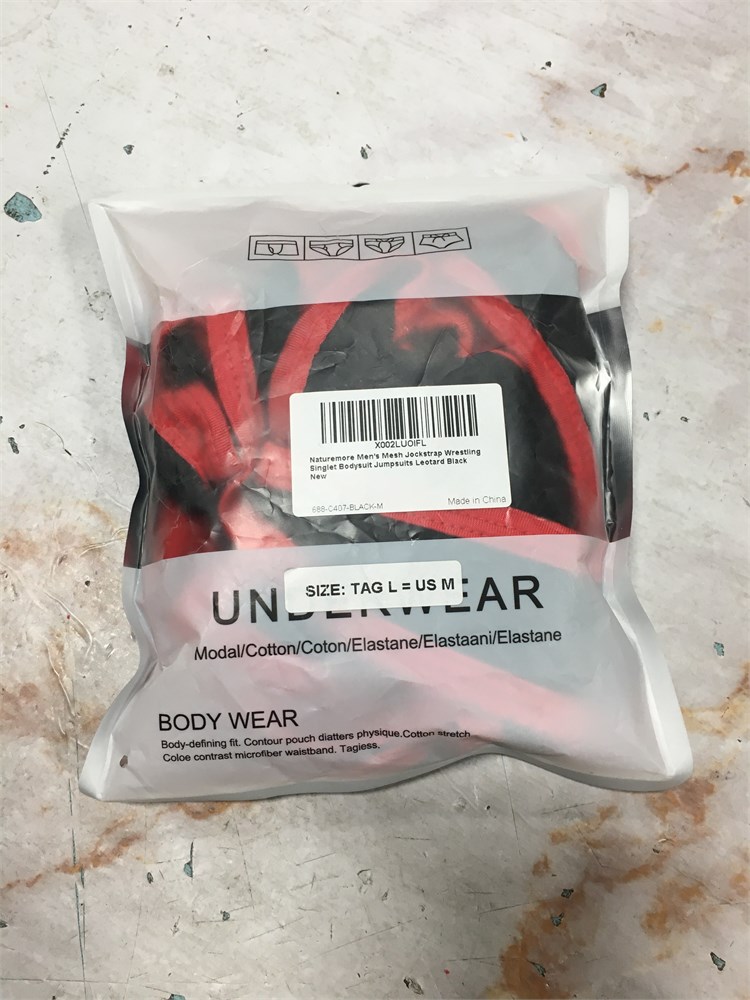 X002LUOIFL
Naturemore Men's Mesh Jockstrap Wrestling
Singlet Bodysuit Jumpsuits Leotard Black
New
688-0407-BLACK-M
Made in China
SIZE: TAG L = US M
UNDERWEAR
Modal/Cotton/Coton/Elastane/Elastaani/Elastane
BODY WEAR
Body-defining fit. Contour pouch diatters physique.Cotton stretch
Coloe contrast microfiber waistband. Tagiess.